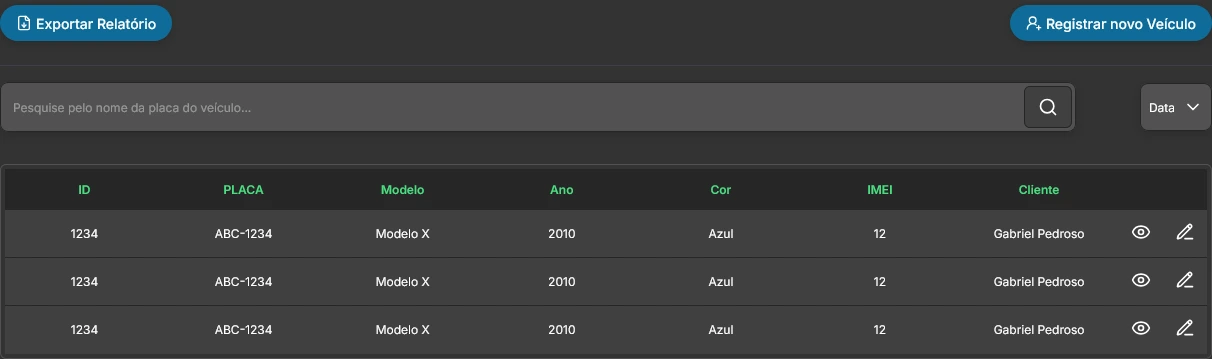 Exportar Relatório
Registrar novo Veículo
Pesquise pelo nome da placa do veículo...
Data
ID PLACA Modelo Ano Cor IMEI Cliente
1234 ABC-1234 Modelo X 2010 Azul 12 Gabriel Pedroso
1234 ABC-1234 Modelo X 2010 Azul 12 Gabriel Pedroso
1234 ABC-1234 Modelo X 2010 Azul 12 Gabriel Pedroso